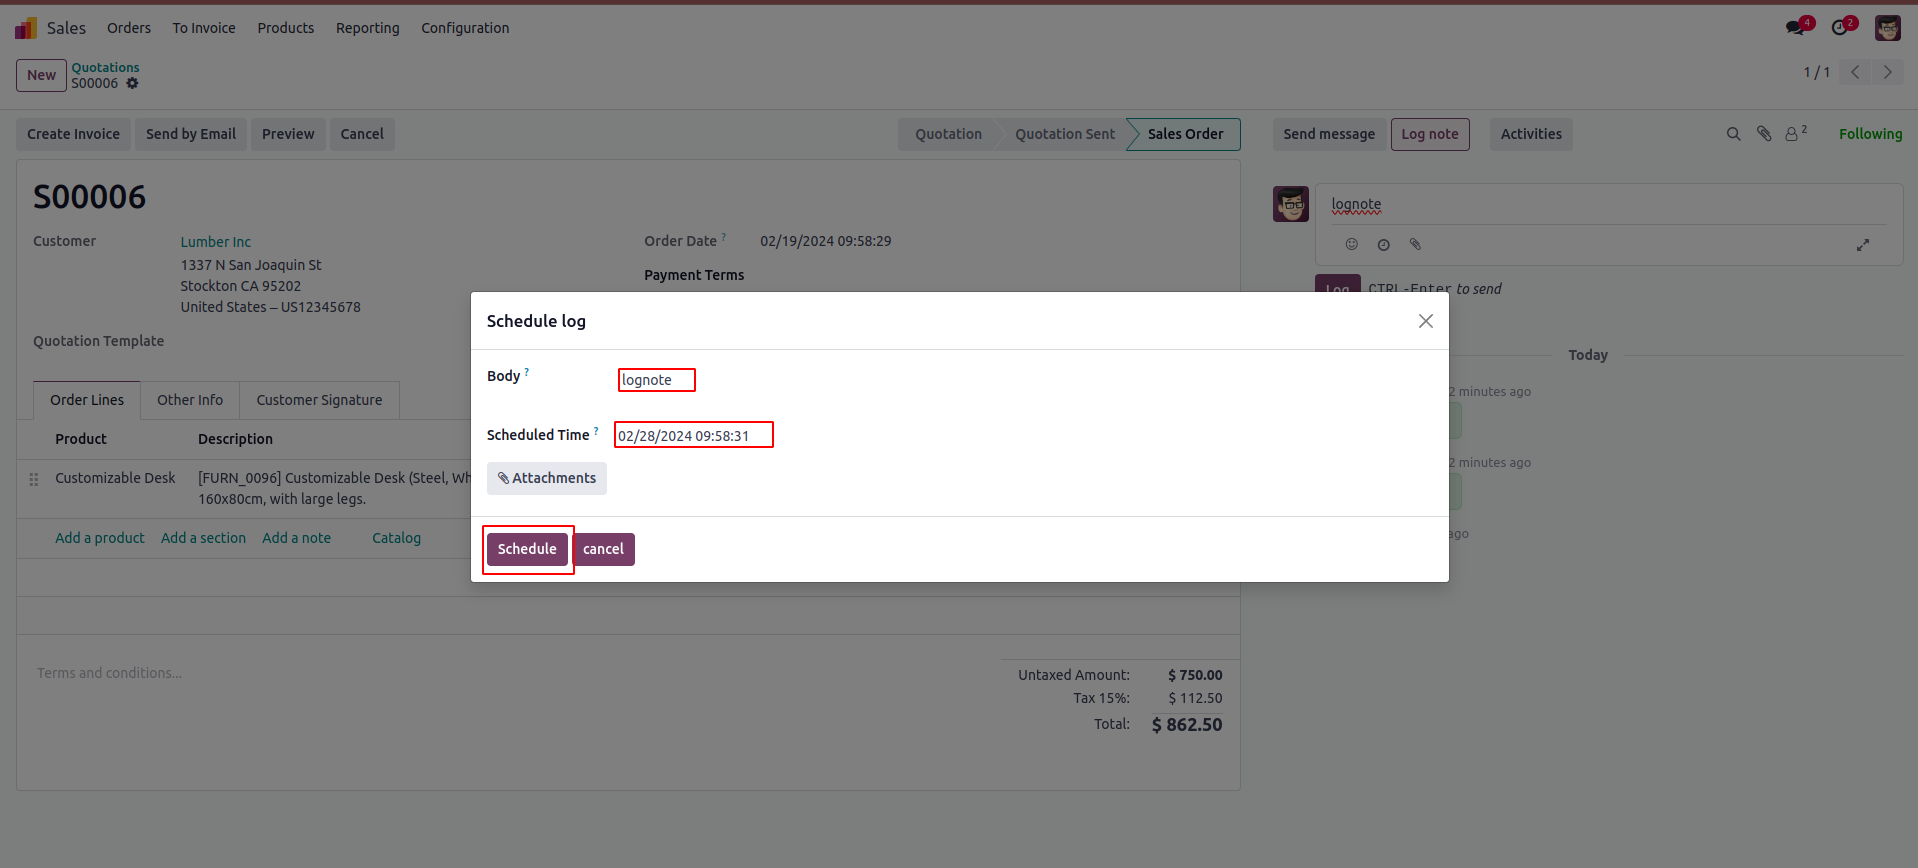 Sales Orders To Invoice Products Reporting Configuration 4 2
New Quotations
S00006 1 / 1
Create Invoice Send by Email Preview Cancel Quotation Quotation Sent Sales Order Send message Log note Activities 2 Following
S00006
lognote
Customer Lumber Inc Order Date ? 02/19/2024 09:58:29
1337 N San Joaquin St Payment Terms
Stockton CA 95202
United States – US12345678
Log CTRL-Enter to send
Quotation Template
Today
Schedule log
Body ? lognote
Scheduled Time ? 02/28/2024 09:58:31
Attachments
Schedule cancel
2 minutes ago
2 minutes ago
ago
Order Lines Other Info Customer Signature
Product Description
Customizable Desk [FURN_0096] Customizable Desk (Steel, Wh
160x80cm, with large legs.
Add a product Add a section Add a note Catalog
Terms and conditions...
Untaxed Amount: $ 750.00
Tax 15%: $ 112.50
Total: $ 862.50